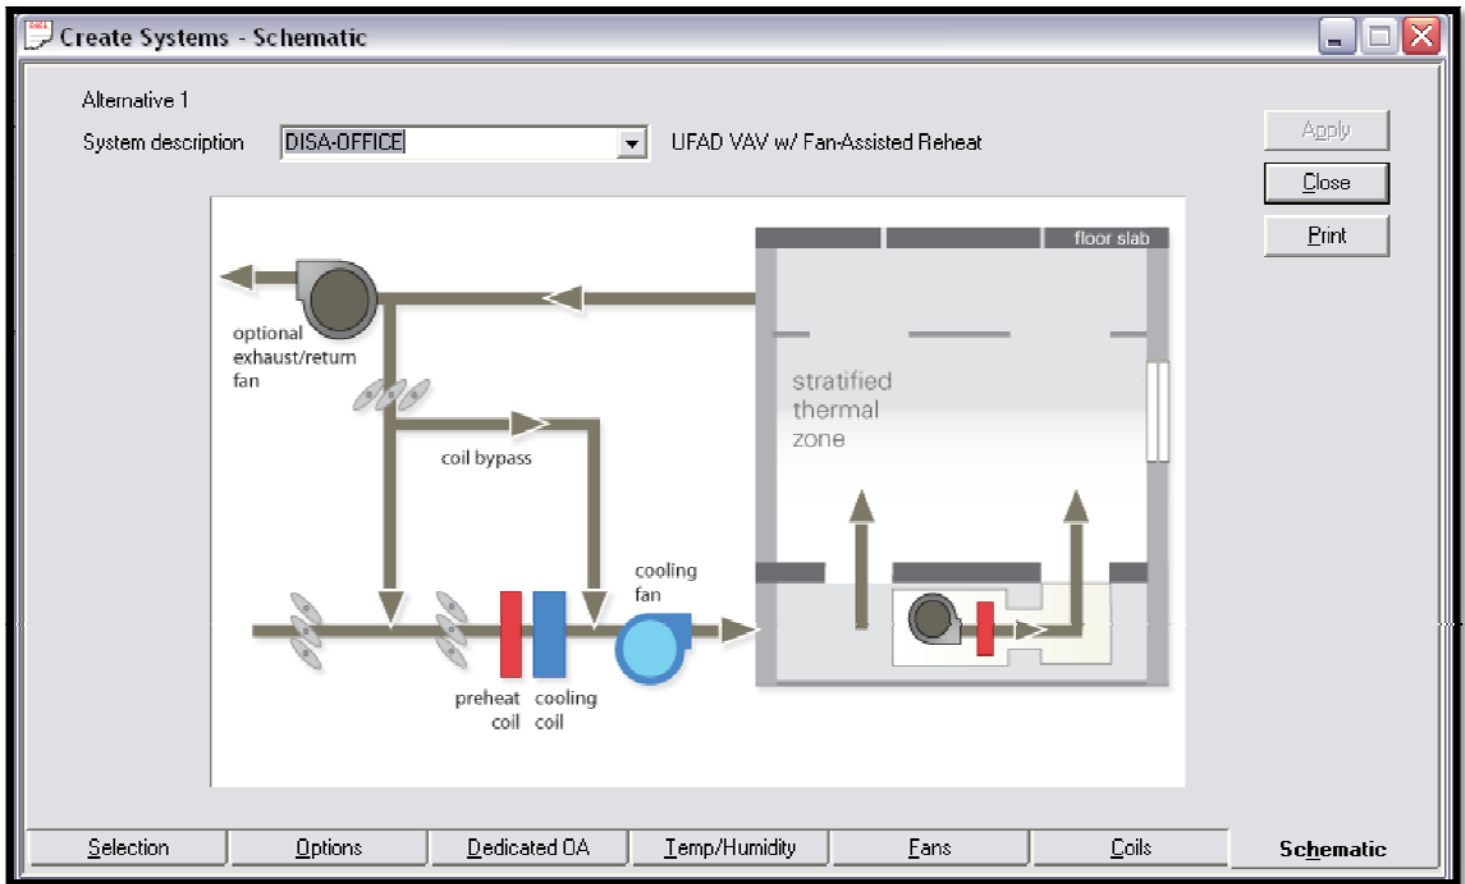 Create Systems - Schematic
Alternative 1
System description DISA-OFFICE UFAD VAV w/ Fan-Assisted Reheat
Apply
Close
Print
floor slab
optional
exhaust/return
fan
stratified
thermal
zone
coil bypass
cooling
fan
preheat cooling
coil coil
Selection Options Dedicated OA Temp/Humidity Fans Coils Schematic